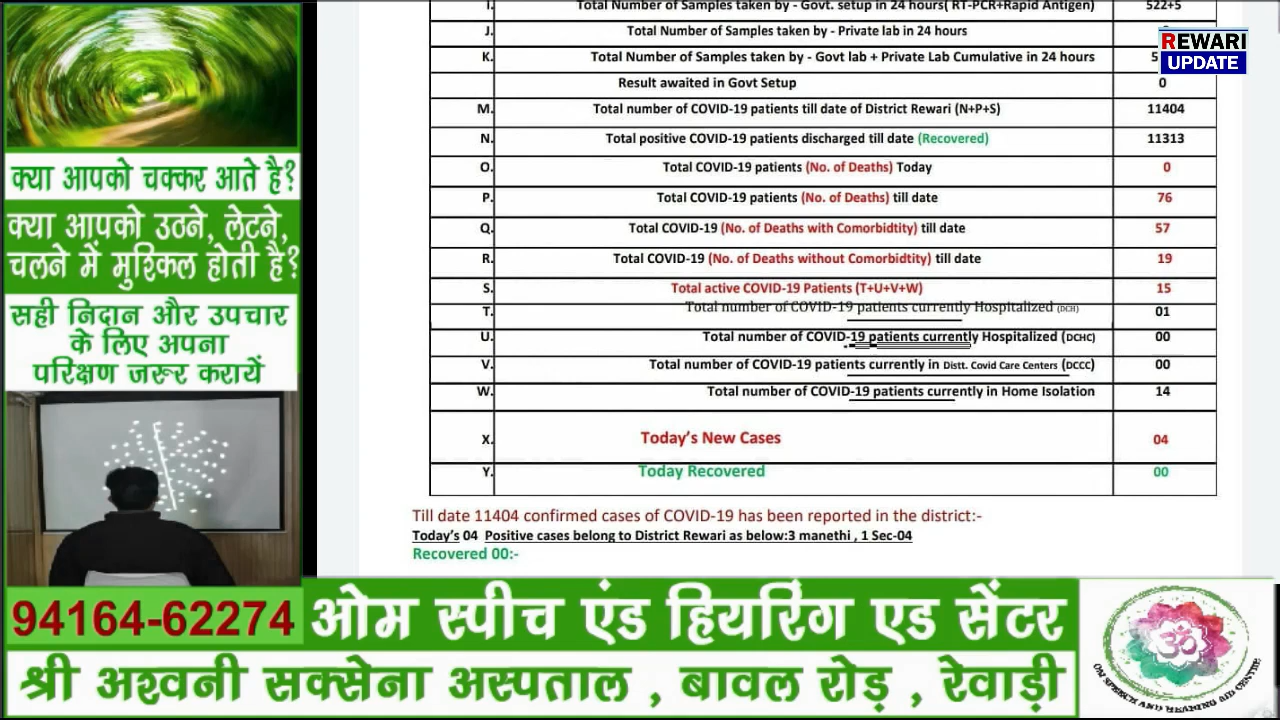 I. Total Number of Samples taken by - Govt. setup in 24 hours( RT-PCR+Rapid Antigen) 522+5
J. Total Number of Samples taken by - Private lab in 24 hours
K. Total Number of Samples taken by - Govt lab + Private Lab Cumulative in 24 hours 5
Result awaited in Govt Setup 0
M. Total number of COVID-19 patients till date of District Rewari (N+P+S) 11404
N. Total positive COVID-19 patients discharged till date (Recovered) 11313
O. Total COVID-19 patients (No. of Deaths) Today 0
P. Total COVID-19 patients (No. of Deaths) till date 76
Q. Total COVID-19 (No. of Deaths with Comorbidtity) till date 57
R. Total COVID-19 (No. of Deaths without Comorbidtity) till date 19
S. Total active COVID-19 Patients (T+U+V+W) 15
T. Total number of COVID-19 patients currently Hospitalized (DCH) 01
U. Total number of COVID-19 patients currently Hospitalized (DCHC) 00
V. Total number of COVID-19 patients currently in Distt. Covid Care Centers (DCCC) 00
W. Total number of COVID-19 patients currently in Home Isolation 14
X. Today's New Cases 04
Y. Today Recovered 00
Till date 11404 confirmed cases of COVID-19 has been reported in the district:-
Today's 04 Positive cases belong to District Rewari as below:3 manethi , 1 Sec-04
Recovered 00:-
REWARI
UPDATE
क्या आपको चक्कर आते है?
क्या आपको उठने, लेटने,
चलने में मुश्किल होती है?
सही निदान और उपचार
के लिए अपना
परिक्षण जरूर करायें
94164-62274 ओम स्पीच एंड हियरिंग एड सेंटर
श्री अश्वनी सक्सेना अस्पताल , बावल रोड़ , रेवाड़ी
ॐ
OM SPEECH AND HEARING AID CENTRE